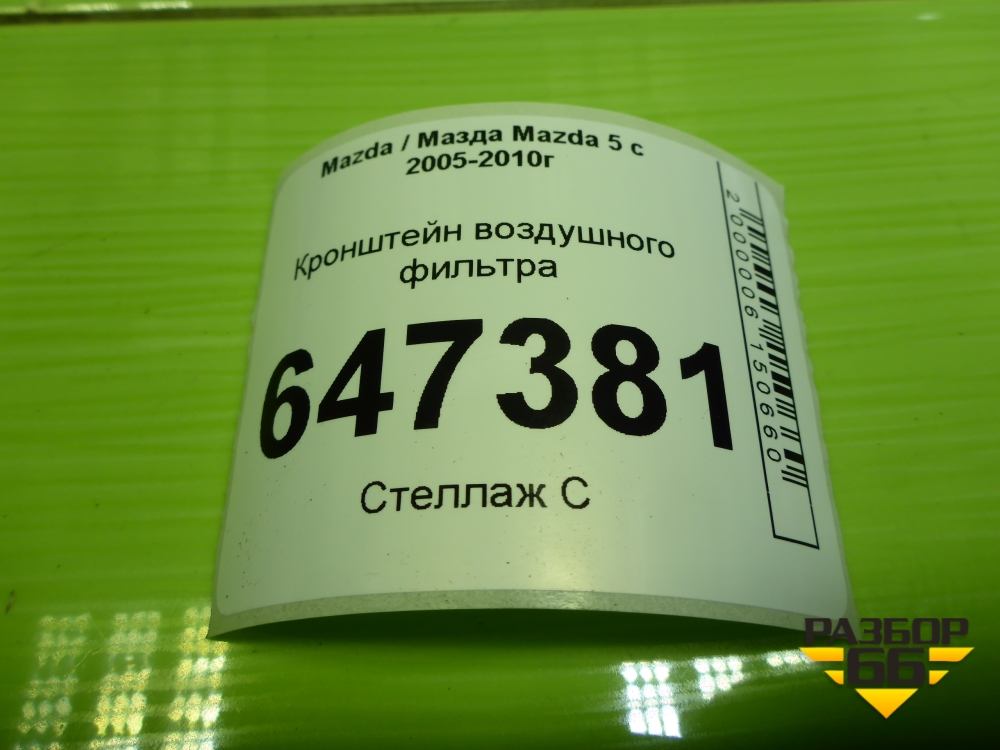 Mazda / Мазда Mazda 5 с
2005-2010г
Кронштейн воздушного
фильтра
647381
Стеллаж С
2000006150660
РАЗБОР
66